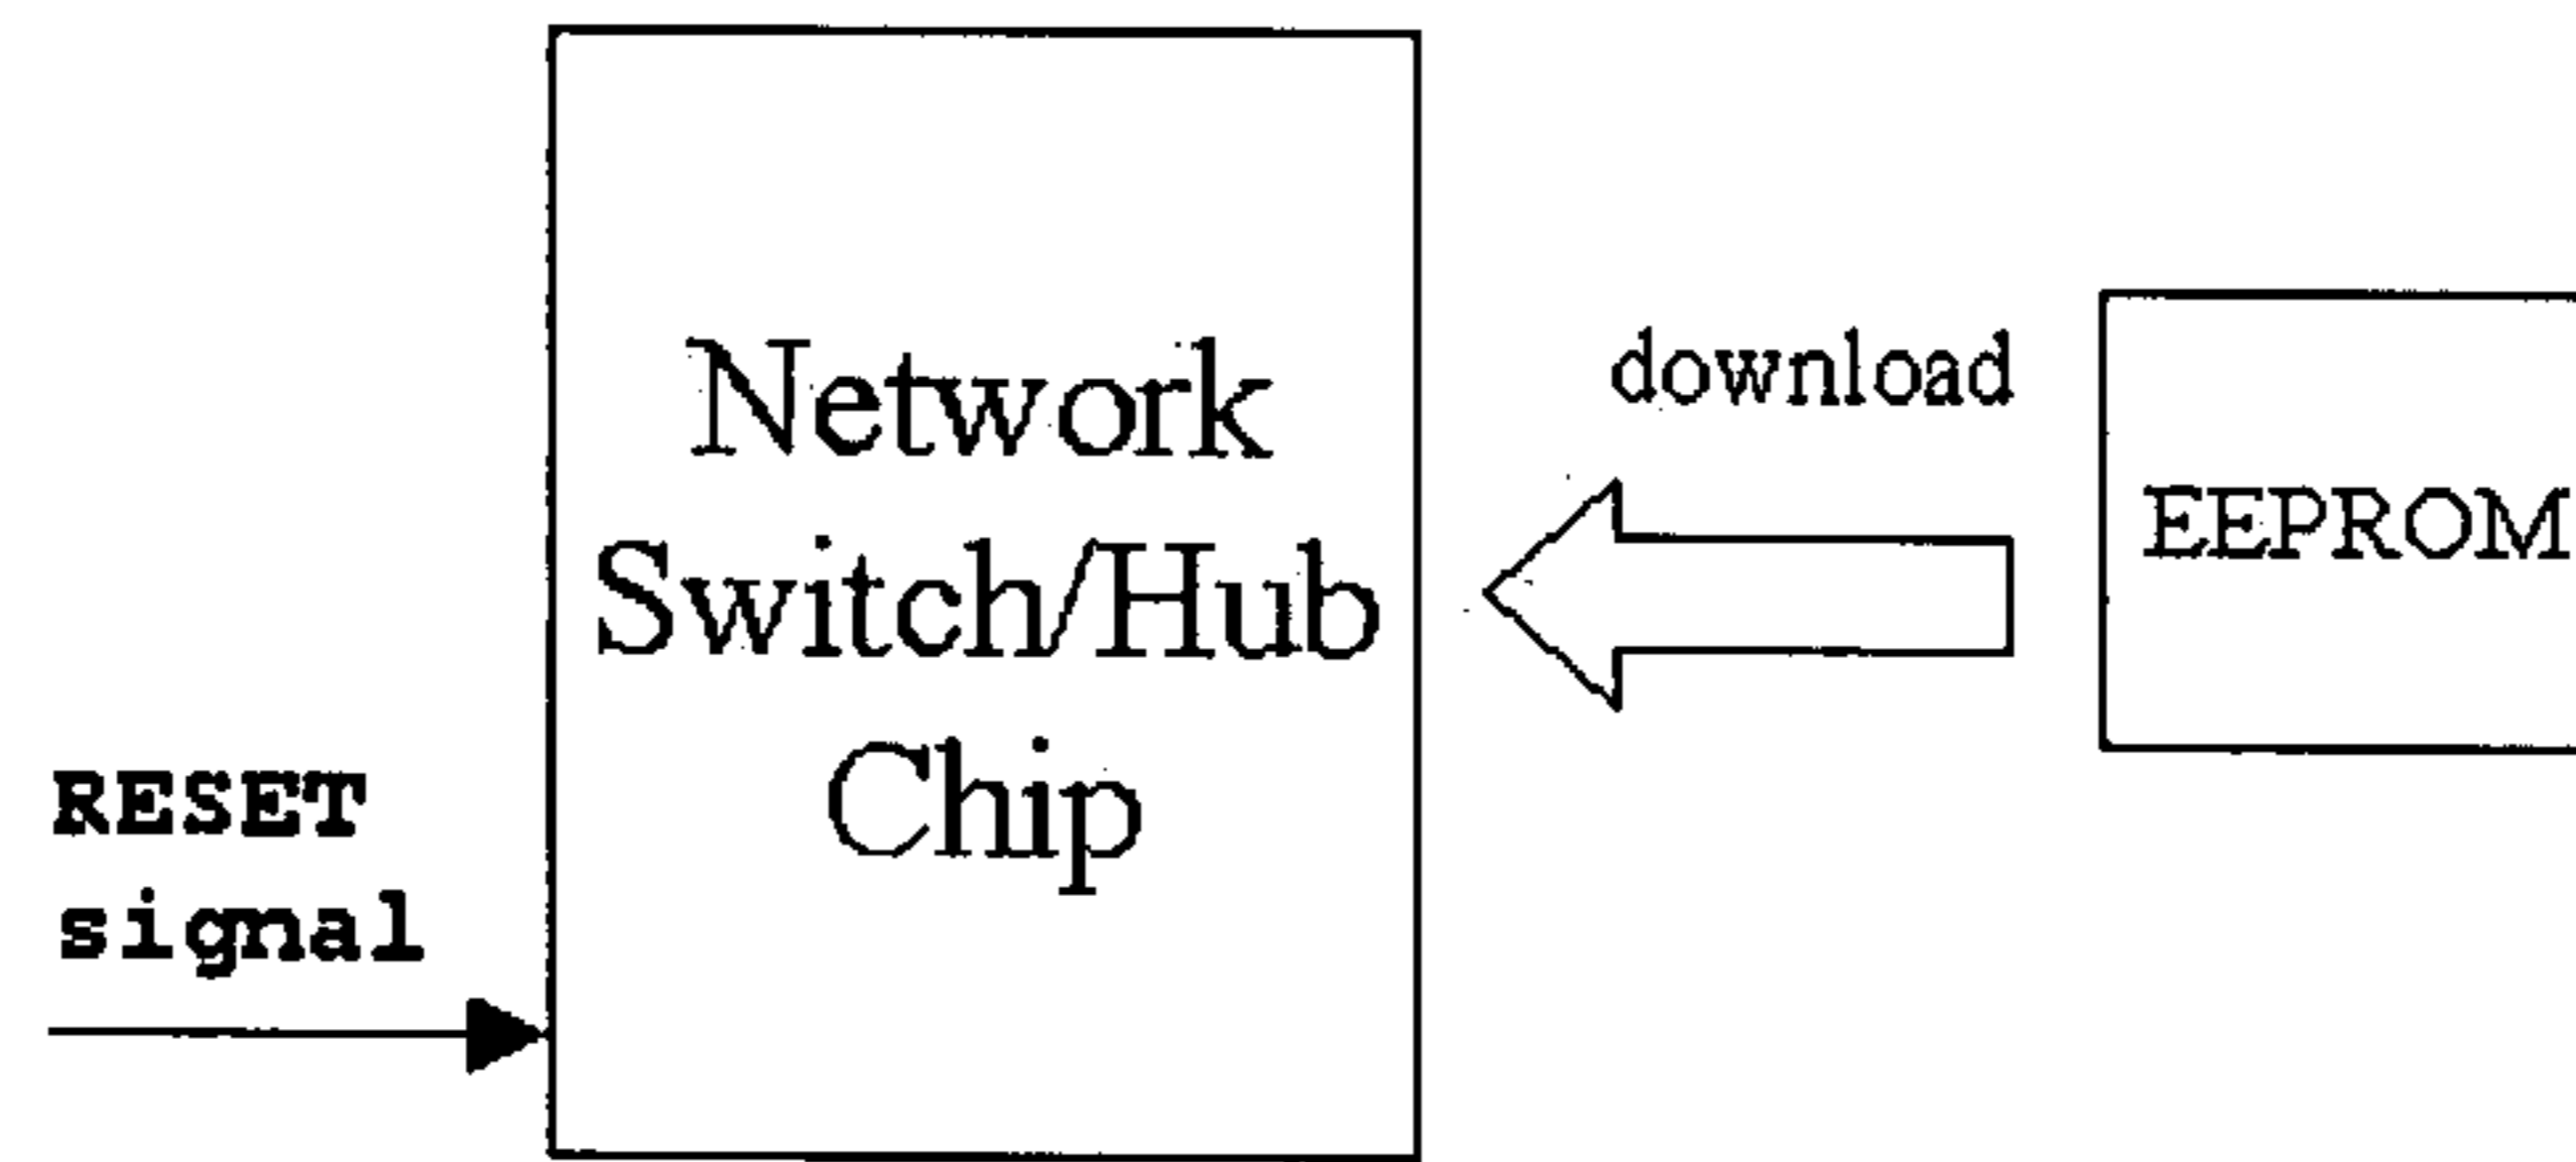 Network
Switch/Hub
Chip
download
EEPROM
RESET
signal